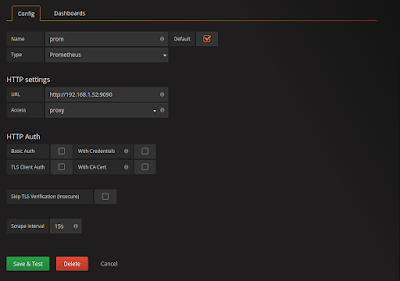 Config Dashboards
Name prom Default
Type Prometheus
HTTP settings
URL http://192.168.1.52:9090
Access proxy
HTTP Auth
Basic Auth With Credentials
TLS Client Auth With CA Cert
Skip TLS Verification (Insecure)
Scrape interval 15s
Save & Test Delete Cancel